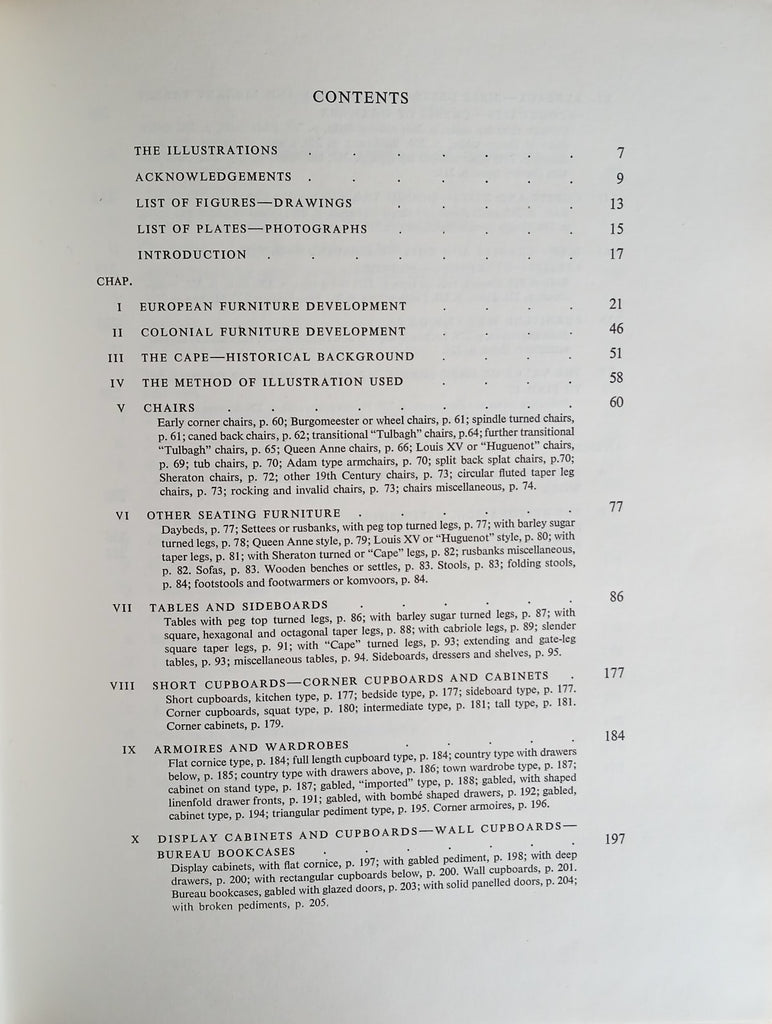 CONTENTS
THE ILLUSTRATIONS . . . . . . . 7
ACKNOWLEDGEMENTS . . . . . . . 9
LIST OF FIGURES—DRAWINGS . . . . . 13
LIST OF PLATES—PHOTOGRAPHS . . . . . 15
INTRODUCTION . . . . . . . . 17
CHAP.
I EUROPEAN FURNITURE DEVELOPMENT . . . . 21
II COLONIAL FURNITURE DEVELOPMENT . . . . 46
III THE CAPE—HISTORICAL BACKGROUND . . . . 51
IV THE METHOD OF ILLUSTRATION USED . . . . 58
V CHAIRS . . . . . . . . . 60
Early corner chairs, p. 60; Burgomeester or wheel chairs, p. 61; spindle turned chairs,
p. 61; caned back chairs, p. 62; transitional "Tulbagh" chairs, p.64; further transitional
"Tulbagh" chairs, p. 65; Queen Anne chairs, p. 66; Louis XV or "Huguenot" chairs,
p. 69; tub chairs, p. 70; Adam type armchairs, p. 70; split back splat chairs, p.70;
Sheraton chairs, p. 72; other 19th Century chairs, p. 73; circular fluted taper leg
chairs, p. 73; rocking and invalid chairs, p. 73; chairs miscellaneous, p. 74.
VI OTHER SEATING FURNITURE . . . . . . 77
Daybeds, p. 77; Settees or rusbanks, with peg top turned legs, p. 77; with barley sugar
turned legs, p. 78; Queen Anne style, p. 79; Louis XV or "Huguenot" style, p. 80; with
taper legs, p. 81; with Sheraton turned or "Cape" legs, p. 82; rusbanks miscellaneous,
p. 82. Sofas, p. 83. Wooden benches or settles, p. 83. Stools, p. 83; folding stools,
p. 84; footstools and footwarmers or komvoors, p. 84.
VII TABLES AND SIDEBOARDS . . . . . . 86
Tables with peg top turned legs, p. 86; with barley sugar turned legs, p. 87; with
square, hexagonal and octagonal taper legs, p. 88; with cabriole legs, p. 89; slender
square taper legs, p. 91; with "Cape" turned legs, p. 93; extending and gate-leg
tables, p. 93; miscellaneous tables, p. 94. Sideboards, dressers and shelves, p. 95.
VIII SHORT CUPBOARDS—CORNER CUPBOARDS AND CABINETS . 177
Short cupboards, kitchen type, p. 177; bedside type, p. 177; sideboard type, p. 177.
Corner cupboards, squat type, p. 180; intermediate type, p. 181; tall type, p. 181.
Corner cabinets, p. 179.
IX ARMOIRES AND WARDROBES . . . . . 184
Flat cornice type, p. 184; full length cupboard type, p. 184; country type with drawers
below, p. 185; country type with drawers above, p. 186; town wardrobe type, p. 187;
cabinet on stand type, p. 187; gabled, "imported" type, p. 188; gabled, with shaped
linenfold drawer fronts, p. 191; gabled, with bombé shaped drawers, p. 192; gabled,
cabinet type, p. 194; triangular pediment type, p. 195. Corner armoires, p. 196.
X DISPLAY CABINETS AND CUPBOARDS—WALL CUPBOARDS—
BUREAU BOOKCASES . . . . . . . 197
Display cabinets, with flat cornice, p. 197; with gabled pediment, p. 198; with deep
drawers, p. 200; with rectangular cupboards below, p. 200. Wall cupboards, p. 201.
Bureau bookcases, gabled with glazed doors, p. 203; with solid panelled doors, p. 204;
with broken pediments, p. 205.